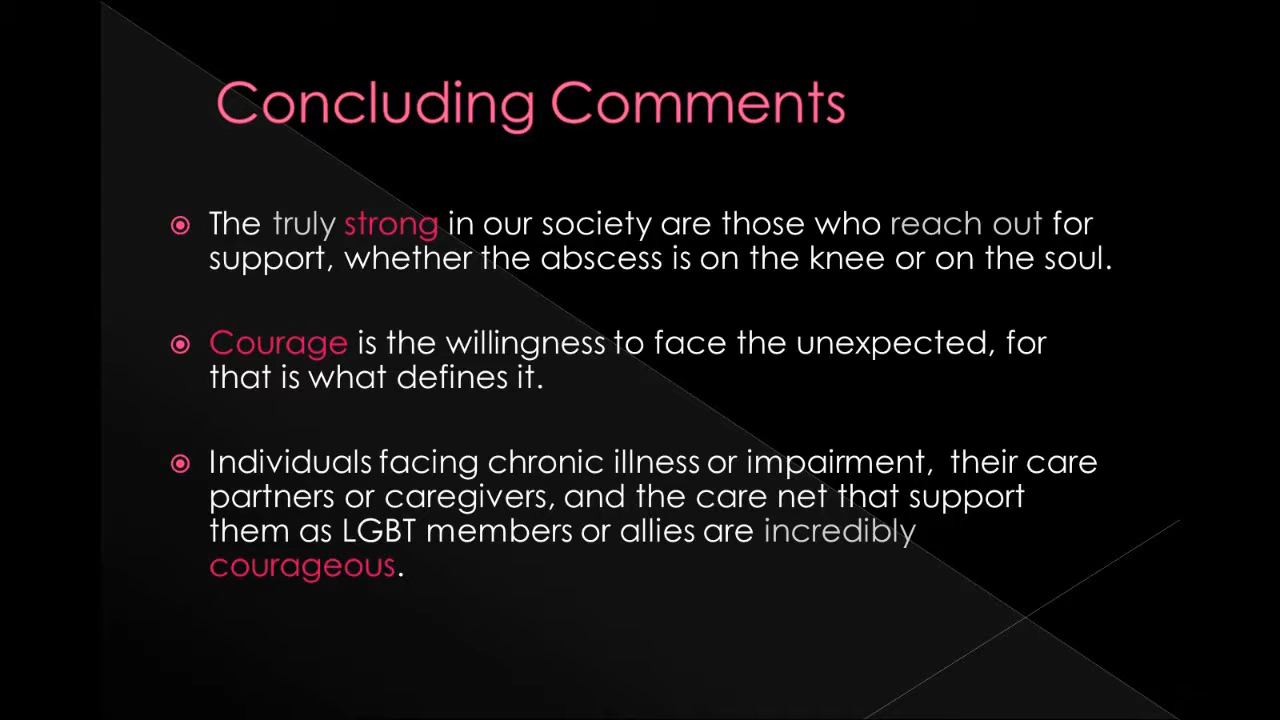 Concluding Comments
The truly strong in our society are those who reach out for
support, whether the abscess is on the knee or on the soul.
Courage is the willingness to face the unexpected, for
that is what defines it.
Individuals facing chronic illness or impairment, their care
partners or caregivers, and the care net that support
them as LGBT members or allies are incredibly
courageous.